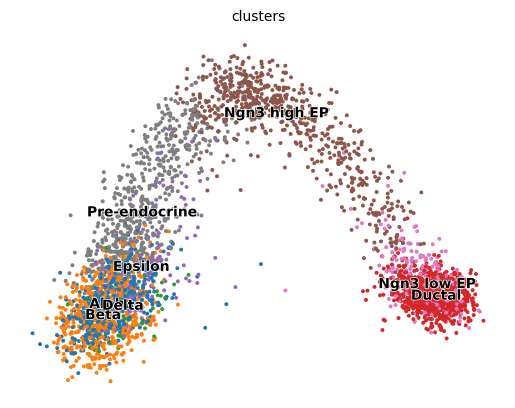 clusters
Ngn3 high EP
Pre-endocrine
Epsilon
Ngn3 low EP
Ductal
Alpha
Delta
Beta